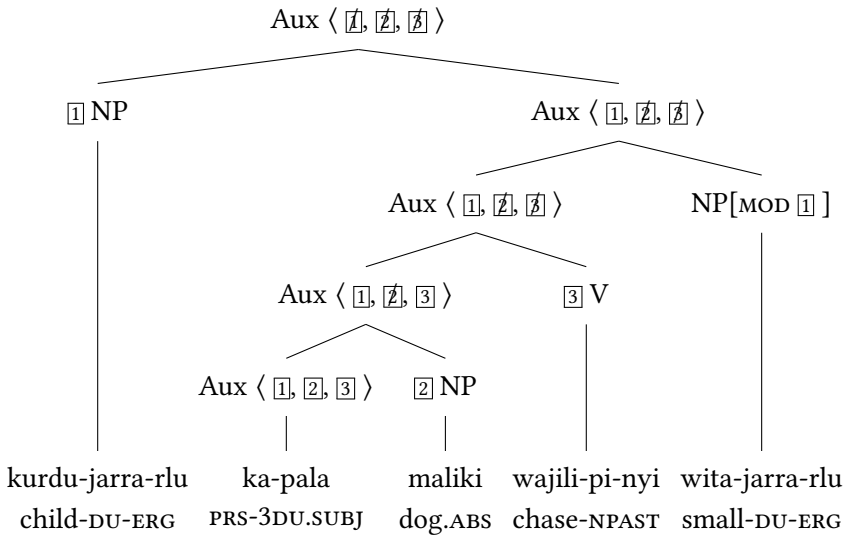 Aux ⟨ 1̸, 2̸, 3̸ ⟩
1 NP Aux ⟨ 1, 2̸, 3̸ ⟩
Aux ⟨ 1, 2̸, 3̸ ⟩ NP[MOD 1 ]
Aux ⟨ 1, 2̸, 3 ⟩ 3 V
Aux ⟨ 1, 2, 3 ⟩ 2 NP
kurdu-jarra-rlu ka-pala maliki wajili-pi-nyi wita-jarra-rlu
child-DU-ERG PRS-3DU.SUBJ dog.ABS chase-NPAST small-DU-ERG